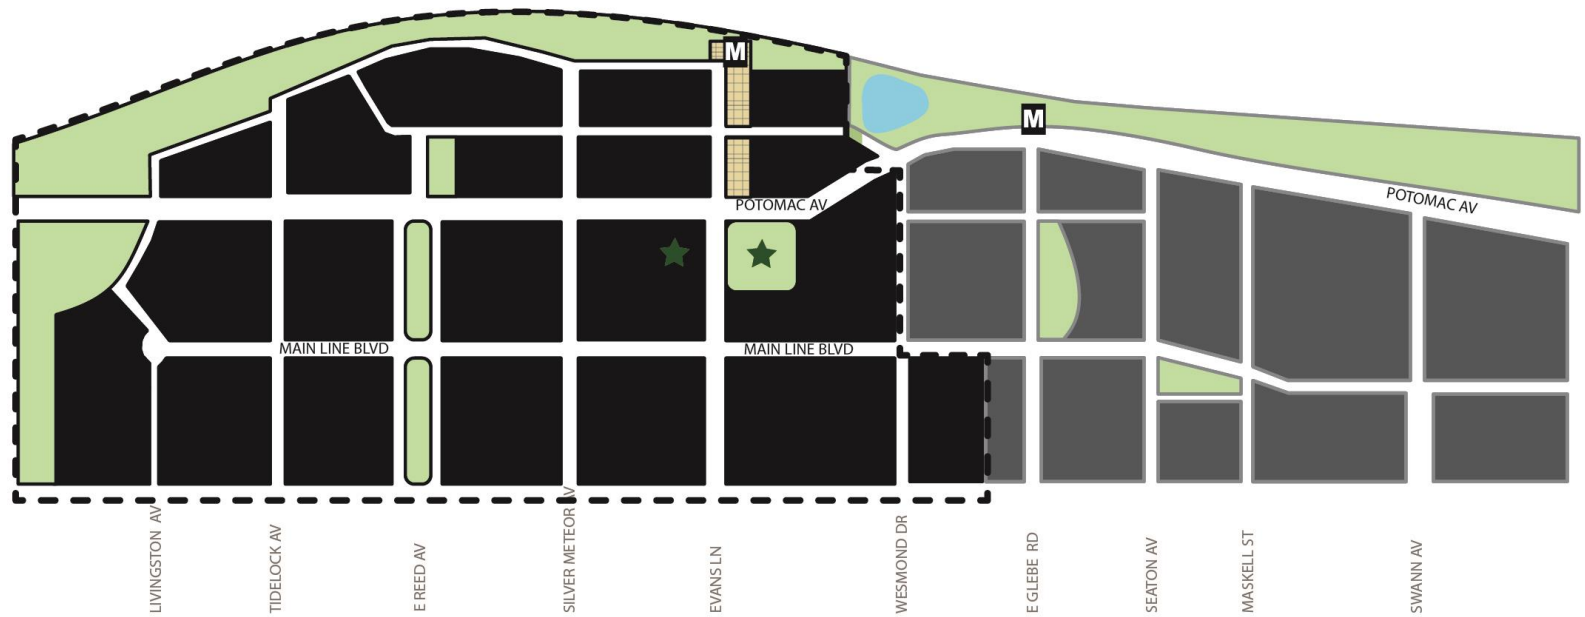 M
M
POTOMAC AV
POTOMAC AV
MAIN LINE BLVD
MAIN LINE BLVD
LIVINGSTON AV
TIDELOCK AV
E REED AV
SILVER METEOR AV
EVANS LN
WESMOND DR
E GLEBE RD
SEATON AV
MASKELL ST
SWANN AV